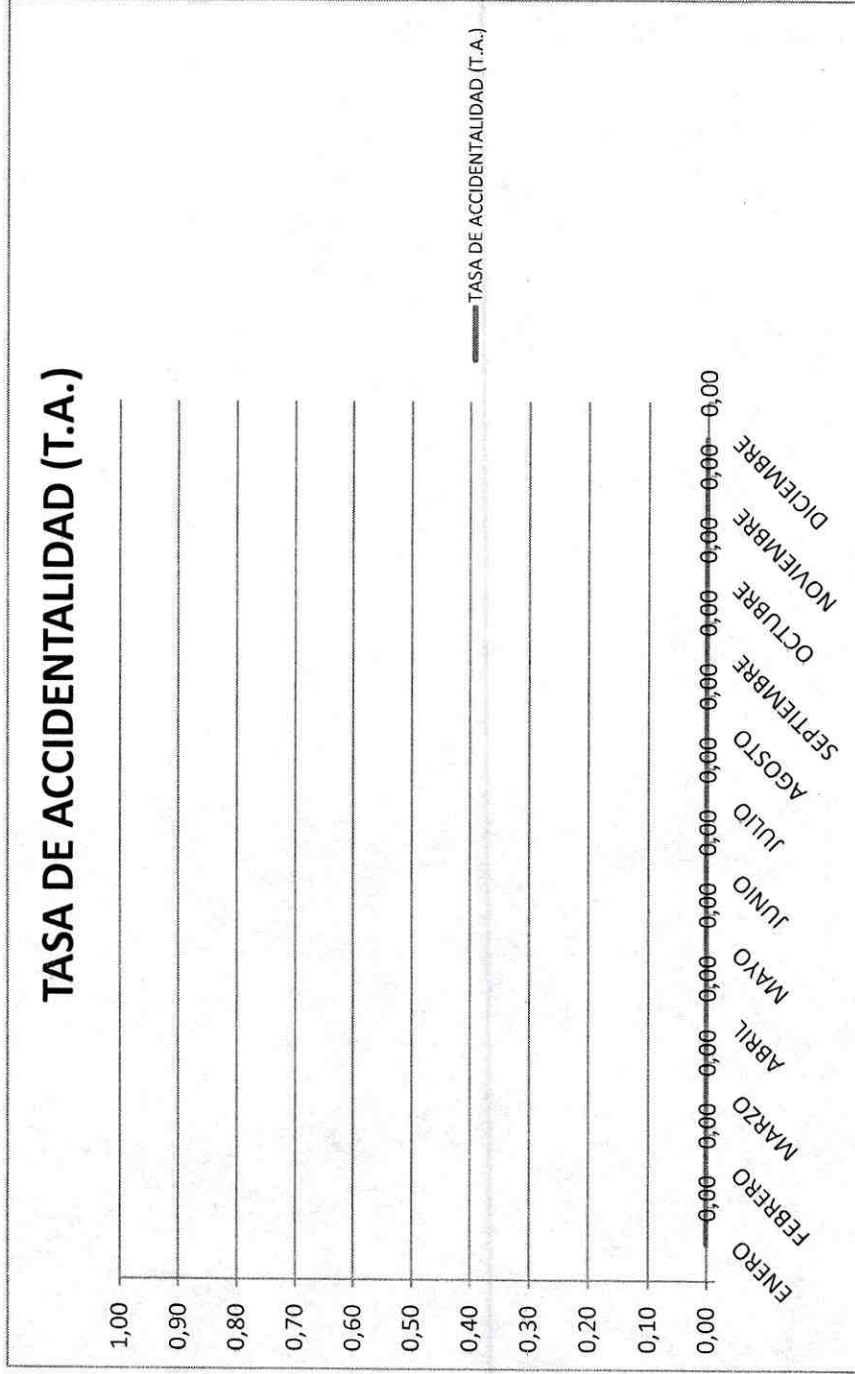 TASA DE ACCIDENTALIDAD (T.A.)
1,00
0,90
0,80
0,70
0,60
0,50
0,40
0,30
0,20
0,10
0,00
0,00 0,00 0,00 0,00 0,00 0,00 0,00 0,00 0,00 0,00 0,00 0,00
ENERO FEBRERO MARZO ABRIL MAYO JUNIO JULIO AGOSTO SEPTIEMBRE OCTUBRE NOVIEMBRE DICIEMBRE
TASA DE ACCIDENTALIDAD (T.A.)